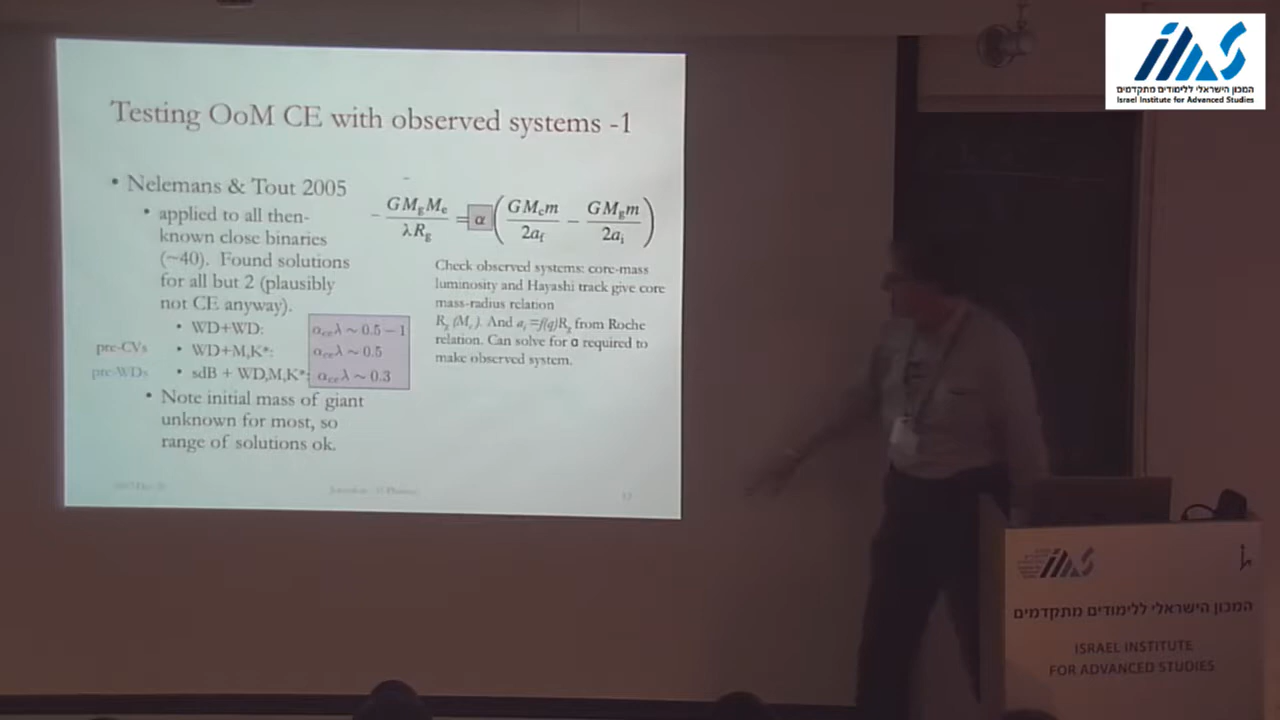 המכון הישראלי ללימודים מתקדמים
Israel Institute for Advanced Studies
Testing OoM CE with observed systems -1
• Nelemans & Tout 2005
• applied to all then-
known close binaries
(~40). Found solutions
for all but 2 (plausibly
not CE anyway).
• WD+WD: α_ce λ ~ 0.5 – 1
pre-CVs • WD+M,K*: α_ce λ ~ 0.5
pre-WDs • sdB + WD,M,K*: α_ce λ ~ 0.3
• Note initial mass of giant
unknown for most, so
range of solutions ok.
- GM_gM_e / λR_g = α ( GM_cm / 2a_f − GM_gm / 2a_i )
Check observed systems: core-mass
luminosity and Hayashi track give core
mass-radius relation
R_g (M_c). And a_i =f(q)R_g from Roche
relation. Can solve for α required to
make observed system.
המכון הישראלי ללימודים מתקדמים
ISRAEL INSTITUTE
FOR ADVANCED STUDIES